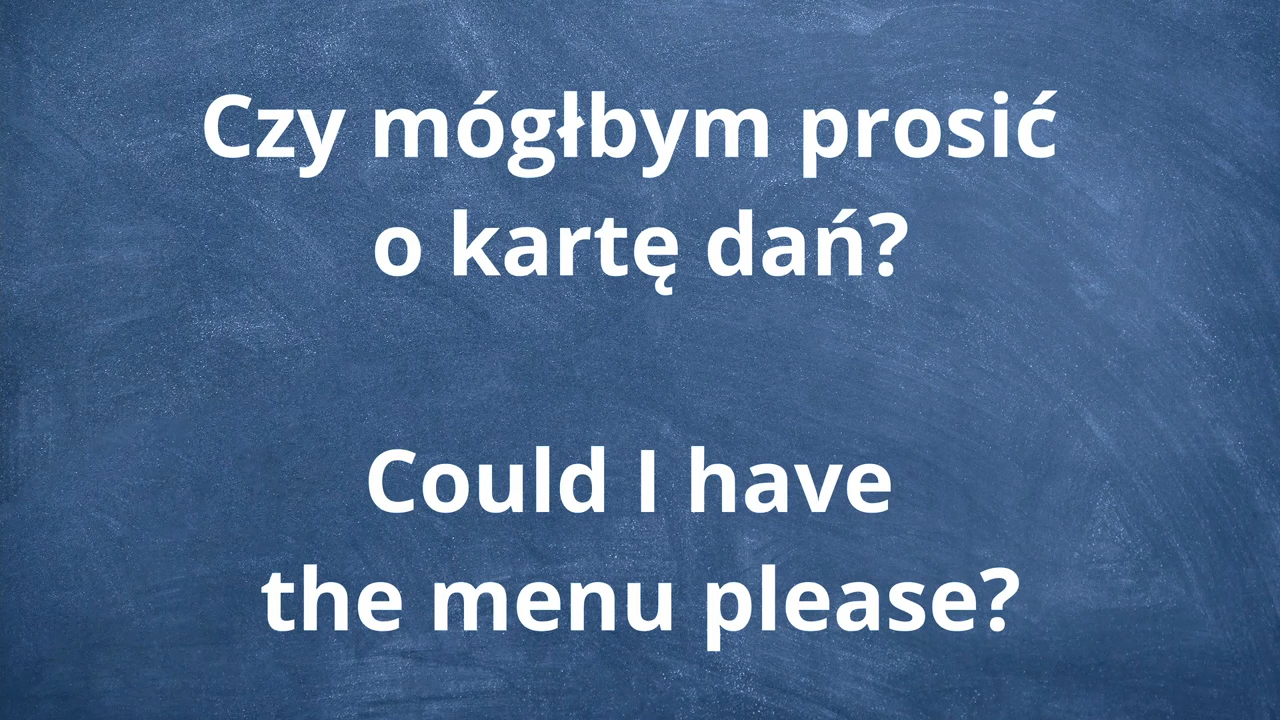 Czy mógłbym prosić
o kartę dań?
Could I have
the menu please?